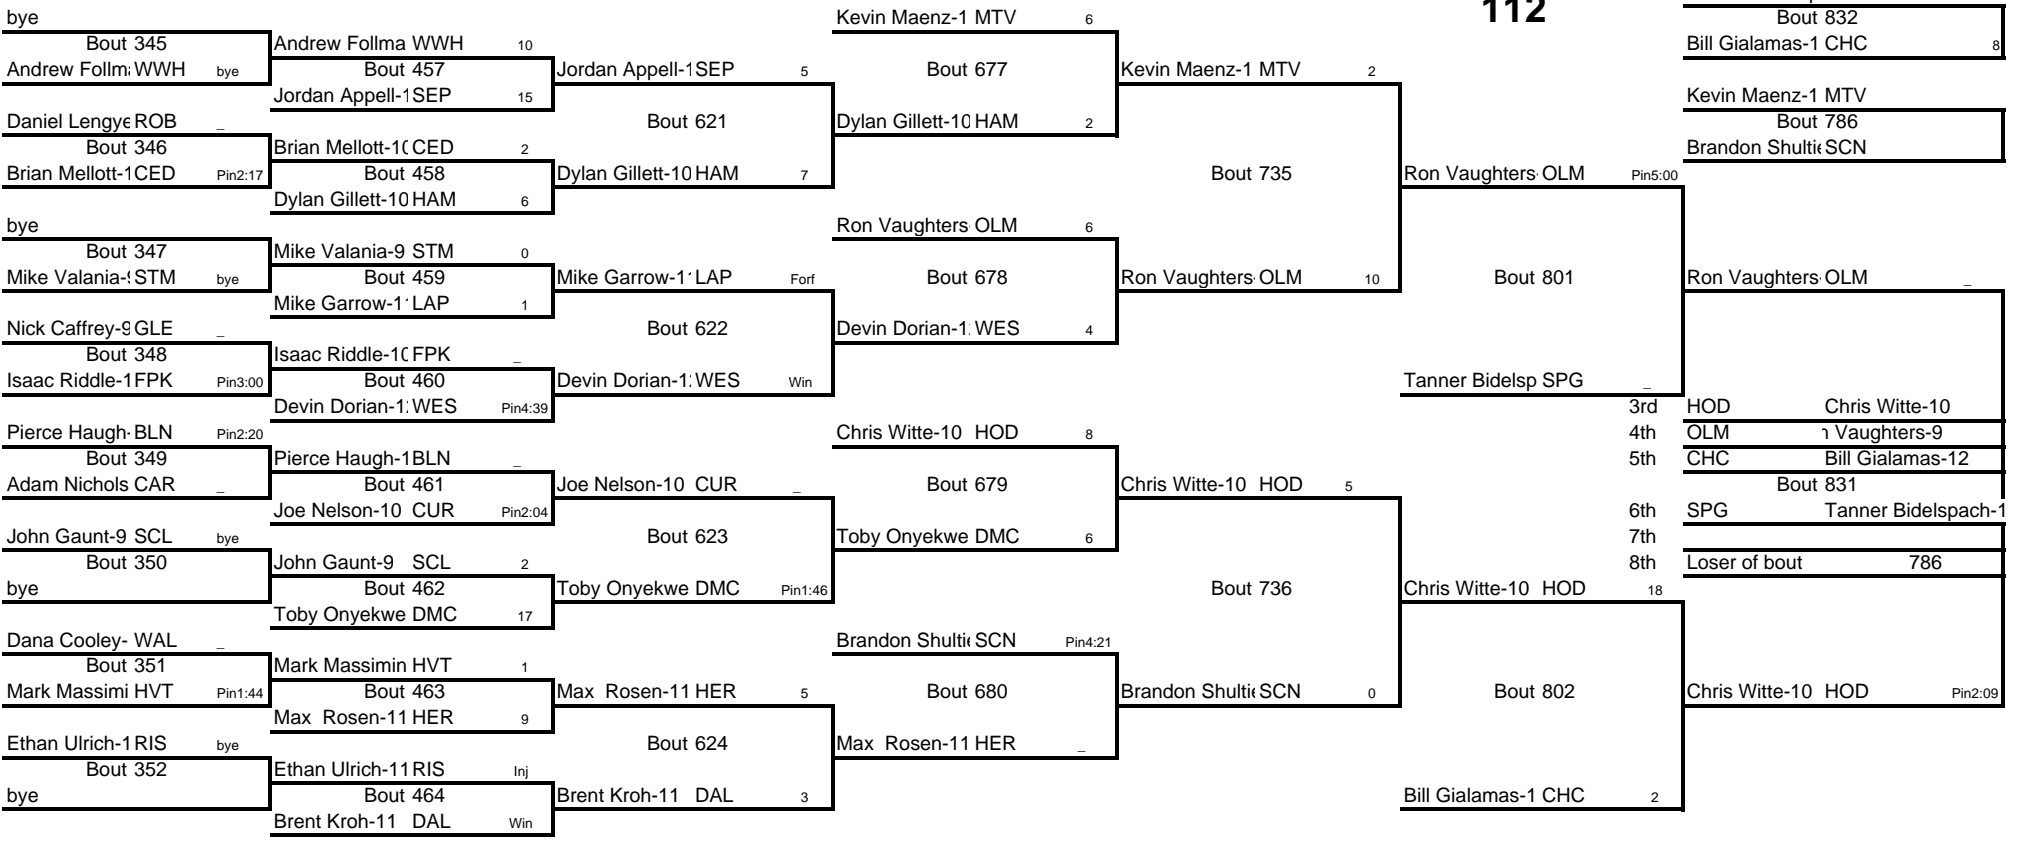 112
bye
Bout 345
Andrew Follm WWH bye
Daniel Lengye ROB _
Bout 346
Brian Mellott-1 CED Pin2:17
bye
Bout 347
Mike Valania-9 STM bye
Nick Caffrey-9 GLE _
Bout 348
Isaac Riddle-1 FPK Pin3:00
Pierce Haugh- BLN Pin2:20
Bout 349
Adam Nichols CAR _
John Gaunt-9 SCL bye
Bout 350
bye
Dana Cooley- WAL _
Bout 351
Mark Massimi HVT Pin1:44
Ethan Ulrich-1 RIS bye
Bout 352
bye
Andrew Follma WWH 10
Bout 457
Jordan Appell-1 SEP 15
Brian Mellott-10 CED 2
Bout 458
Dylan Gillett-10 HAM 6
Mike Valania-9 STM 0
Bout 459
Mike Garrow-11 LAP 1
Isaac Riddle-10 FPK _
Bout 460
Devin Dorian-1 WES Pin4:39
Pierce Haugh-1 BLN _
Bout 461
Joe Nelson-10 CUR Pin2:04
John Gaunt-9 SCL 2
Bout 462
Toby Onyekwe DMC 17
Mark Massimin HVT 1
Bout 463
Max Rosen-11 HER 9
Ethan Ulrich-11 RIS Inj
Bout 464
Brent Kroh-11 DAL Win
Jordan Appell-1 SEP 5
Bout 621
Dylan Gillett-10 HAM 7
Mike Garrow-11 LAP Forf
Bout 622
Devin Dorian-1 WES Win
Joe Nelson-10 CUR _
Bout 623
Toby Onyekwe DMC Pin1:46
Max Rosen-11 HER 5
Bout 624
Brent Kroh-11 DAL 3
Kevin Maenz-1 MTV 6
Bout 677
Dylan Gillett-10 HAM 2
Ron Vaughters- OLM 6
Bout 678
Devin Dorian-1 WES 4
Chris Witte-10 HOD 8
Bout 679
Toby Onyekwe DMC 6
Brandon Shultie SCN Pin4:21
Bout 680
Max Rosen-11 HER _
Kevin Maenz-1 MTV 2
Bout 735
Ron Vaughters- OLM 10
Chris Witte-10 HOD 5
Bout 736
Brandon Shultie SCN 0
Ron Vaughters- OLM Pin5:00
Bout 801
Tanner Bidelsp SPG _
Chris Witte-10 HOD 18
Bout 802
Bill Gialamas-1 CHC 2
Bout 832
Bill Gialamas-1 CHC 8
Kevin Maenz-1 MTV
Bout 786
Brandon Shultie SCN
Ron Vaughters- OLM _
3rd HOD Chris Witte-10
4th OLM Vaughters-9
5th CHC Bill Gialamas-12
Bout 831
6th SPG Tanner Bidelspach-1
7th
8th Loser of bout 786
Chris Witte-10 HOD Pin2:09